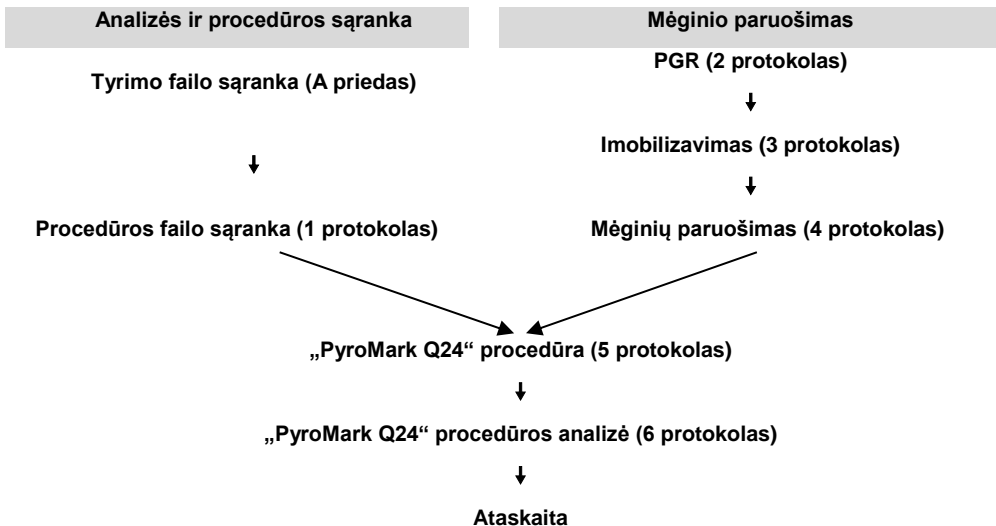 Analizės ir procedūros sąranka
Tyrimo failo sąranka (A priedas)
Procedūros failo sąranka (1 protokolas)
Mėginio paruošimas
PGR (2 protokolas)
Imobilizavimas (3 protokolas)
Mėginių paruošimas (4 protokolas)
„PyroMark Q24“ procedūra (5 protokolas)
„PyroMark Q24“ procedūros analizė (6 protokolas)
Ataskaita